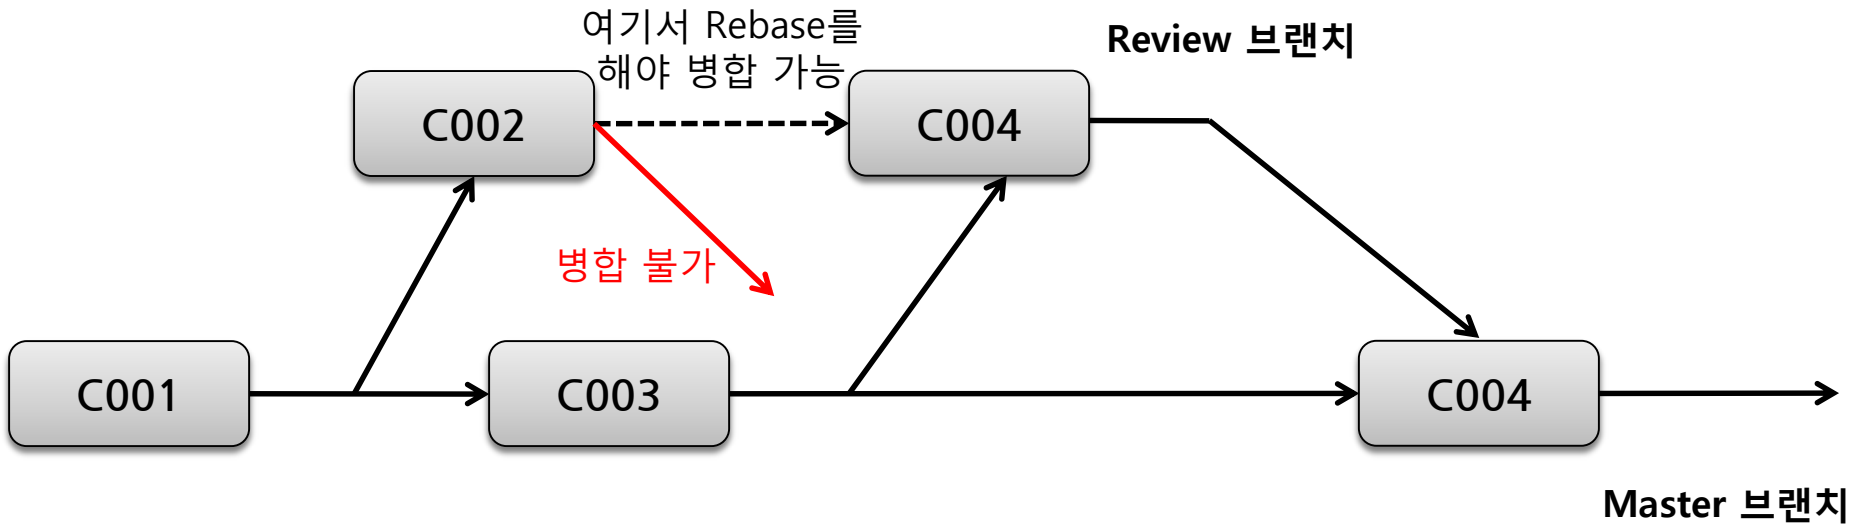 여기서 Rebase를
해야 병합 가능
Review 브랜치
C002
C004
병합 불가
C001
C003
C004
Master 브랜치